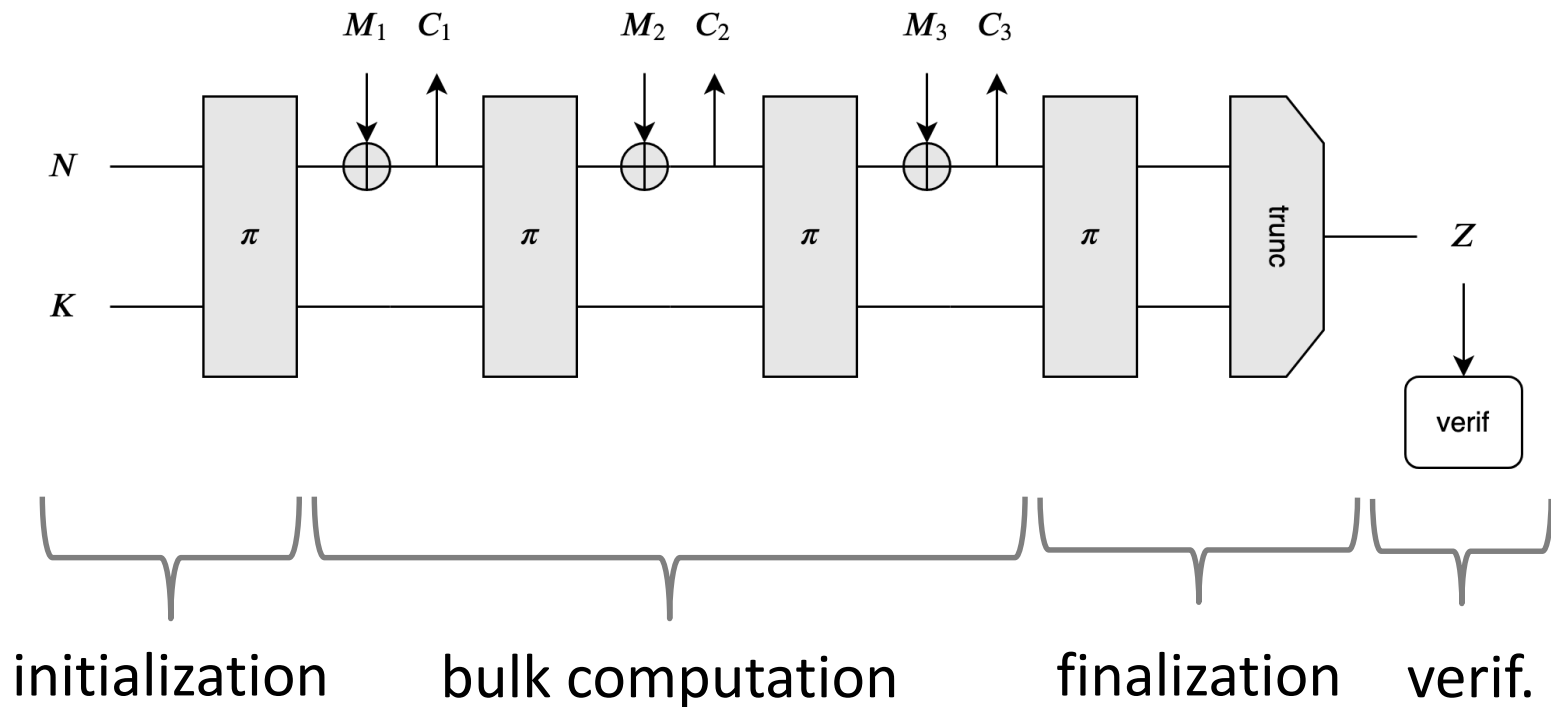 M₁ C₁ M₂ C₂ M₃ C₃
N
π π π π trunc Z
K
verif
initialization bulk computation finalization verif.